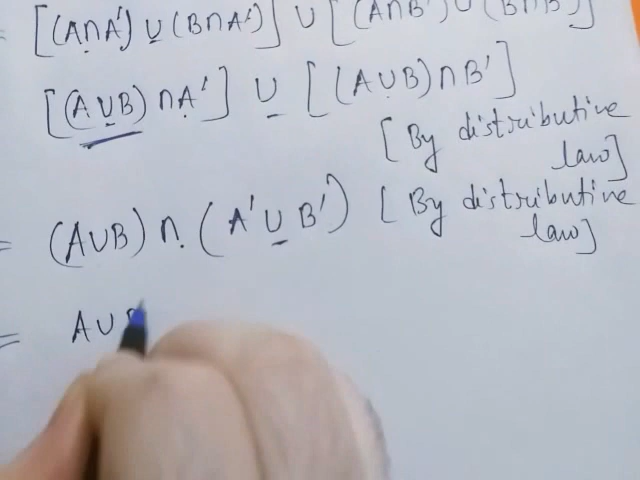 = [(A∩A') ∪ (B∩A')] ∪ [(A∩B') ∪ (B∩B')]
[(A∪B) ∩A'] ∪ [(A∪B)∩B']
[By distributive
law]
= (A∪B) ∩ (A'∪B') [By distributive
law]
= A∪